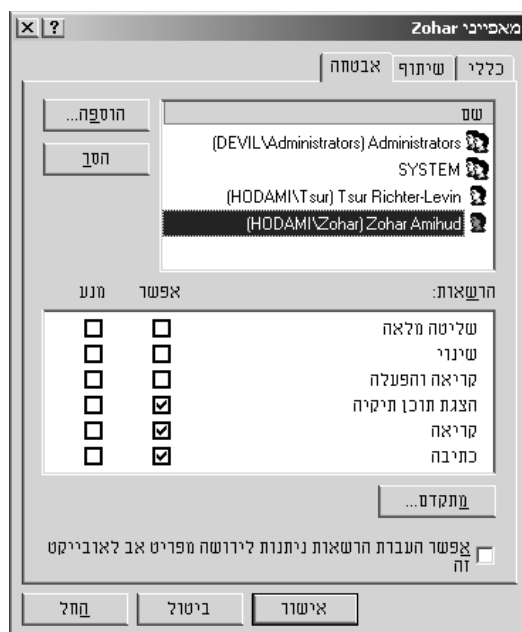 מאפייני Zohar
כללי
שיתוף
אבטחה
שם
Administrators (DEVIL\Administrators)
SYSTEM
Tsur Richter-Levin (HODAMI\Tsur)
Zohar Amihud (HODAMI\Zohar)
הוספה...
הסר
הרשאות:
אפשר
מנע
שליטה מלאה
שינוי
קריאה והפעלה
הצגת תוכן תיקיה
קריאה
כתיבה
מתקדם...
אפשר העברת הרשאות ניתנות לירושה מפריט אב לאובייקט
זה
אישור
ביטול
החל